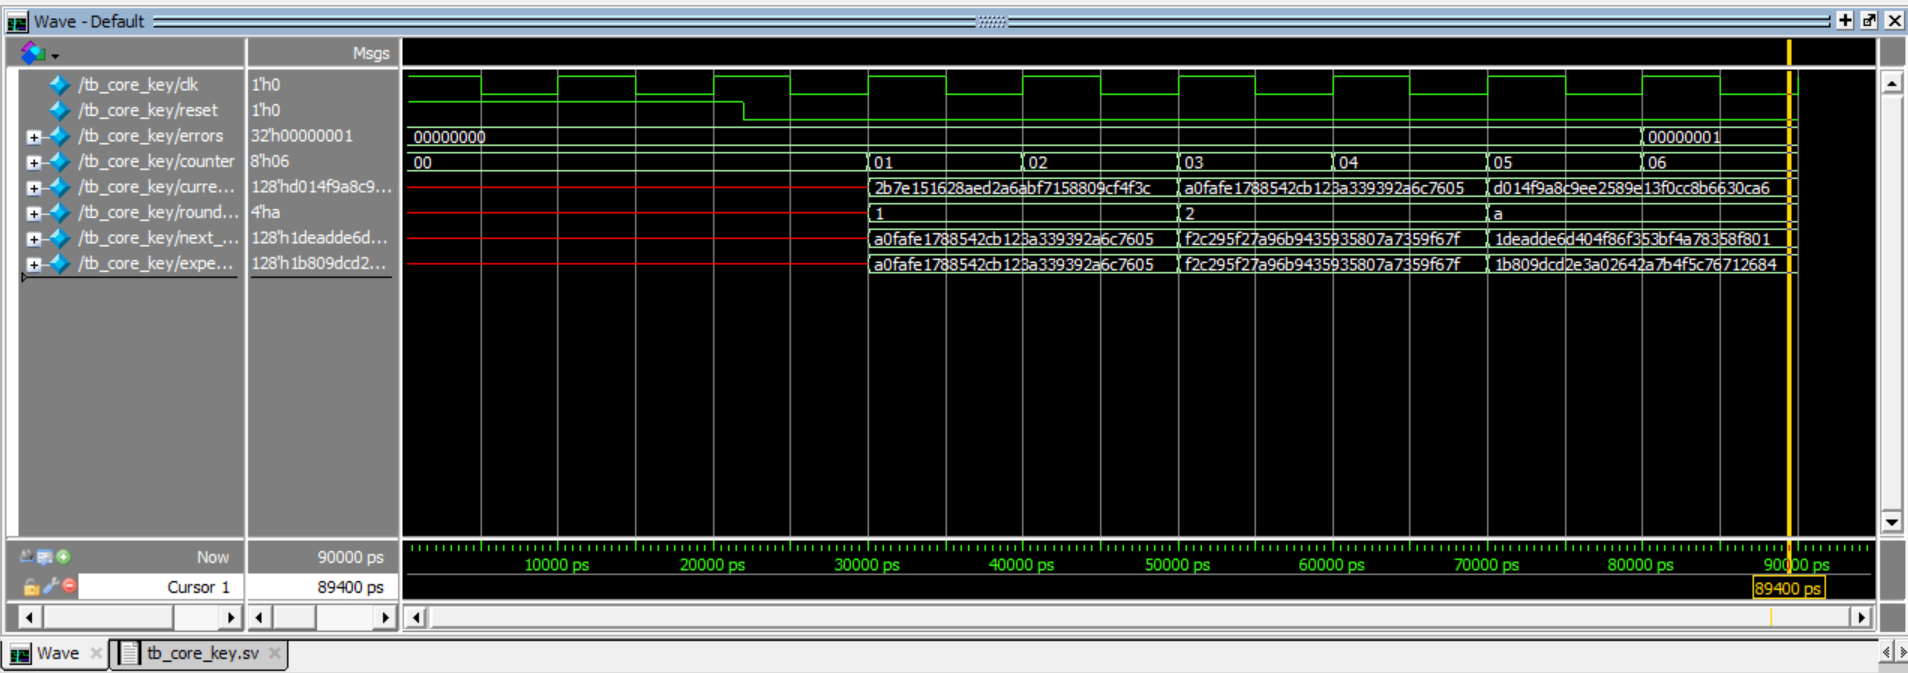 Wave - Default
Msgs
/tb_core_key/clk 1'h0
/tb_core_key/reset 1'h0
/tb_core_key/errors 32'h00000001 00000000 00000001
/tb_core_key/counter 8'h06 00 01 02 03 04 05 06
/tb_core_key/curre... 128'hd014f9a8c9... 2b7e151628aed2a6abf7158809cf4f3c a0fafe1788542cb123a339392a6c7605 d014f9a8c9ee2589e13f0cc8b6630ca6
/tb_core_key/round... 4'ha 1 2 a
/tb_core_key/next_... 128'h1deadde6d... a0fafe1788542cb123a339392a6c7605 f2c295f27a96b9435935807a7359f67f 1deadde6d404f86f353bf4a78358f801
/tb_core_key/expe... 128'h1b809dcd2... a0fafe1788542cb123a339392a6c7605 f2c295f27a96b9435935807a7359f67f 1b809dcd2e3a02642a7b4f5c76712684
Now 90000 ps 10000 ps 20000 ps 30000 ps 40000 ps 50000 ps 60000 ps 70000 ps 80000 ps 90000 ps
Cursor 1 89400 ps 89400 ps
Wave tb_core_key.sv